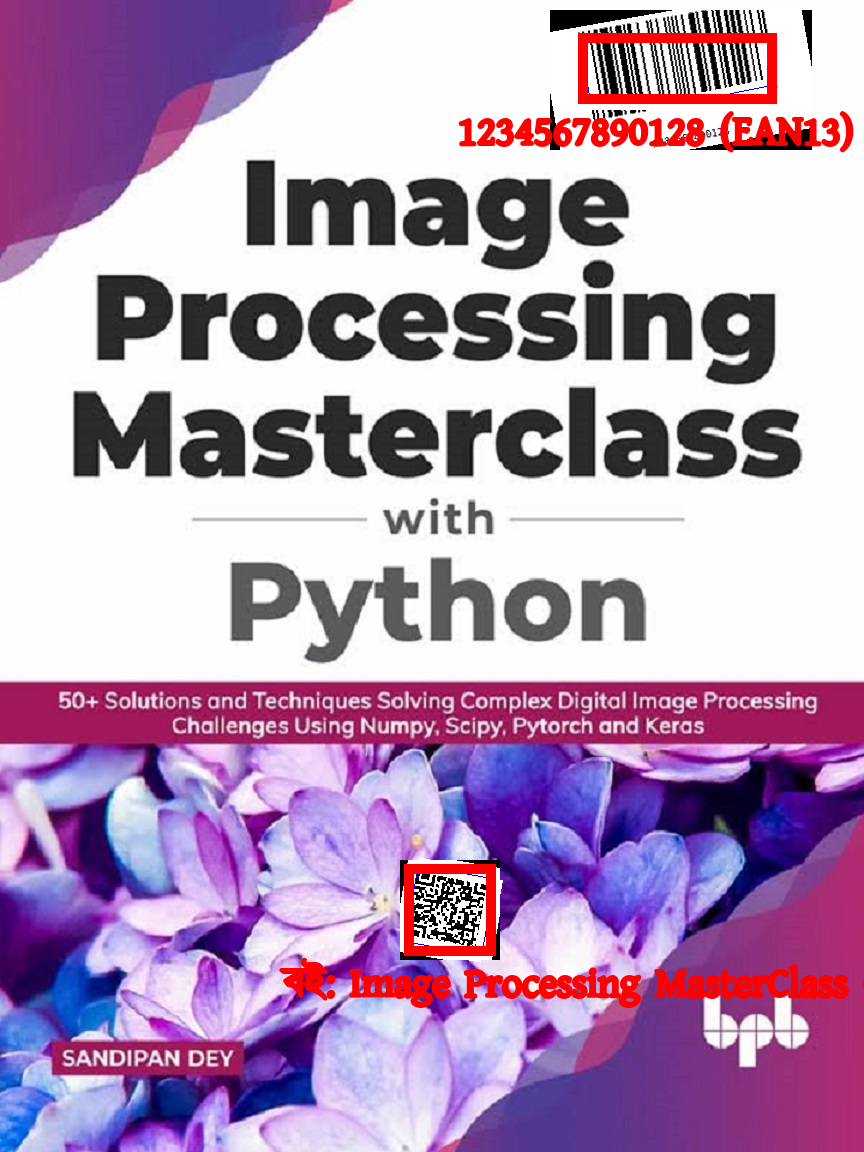 1234567890128 (EAN13)
Image
Processing
Masterclass
with
Python
50+ Solutions and Techniques Solving Complex Digital Image Processing
Challenges Using Numpy, Scipy, Pytorch and Keras
বই: Image Processing MasterClass
bpb
SANDIPAN DEY